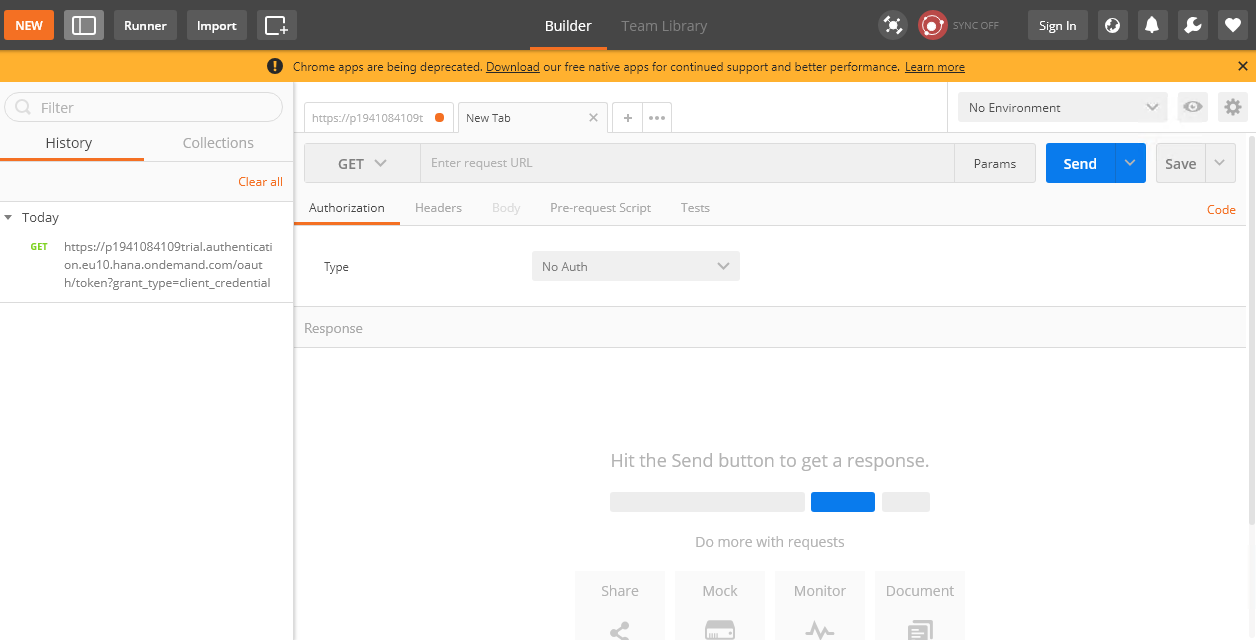 NEW
Runner
Import
Builder
Team Library
SYNC OFF
Sign In
Chrome apps are being deprecated. Download our free native apps for continued support and better performance. Learn more
Filter
History
Collections
Clear all
Today
GET
https://p1941084109trial.authenticati
on.eu10.hana.ondemand.com/oaut
h/token?grant_type=client_credential
https://p1941084109t
New Tab
No Environment
GET
Enter request URL
Params
Send
Save
Authorization
Headers
Body
Pre-request Script
Tests
Code
Type
No Auth
Response
Hit the Send button to get a response.
Do more with requests
Share
Mock
Monitor
Document